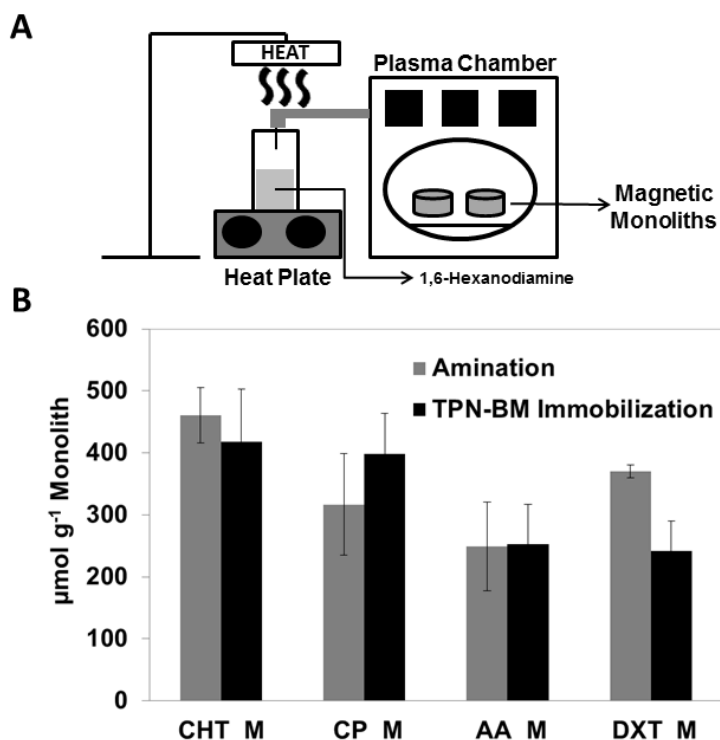 A
HEAT
Plasma Chamber
Magnetic
Monoliths
Heat Plate
1,6-Hexanodiamine
B
600
500
400
300
200
100
0
µmol g-1 Monolith
Amination
TPN-BM Immobilization
CHT M
CP M
AA M
DXT M